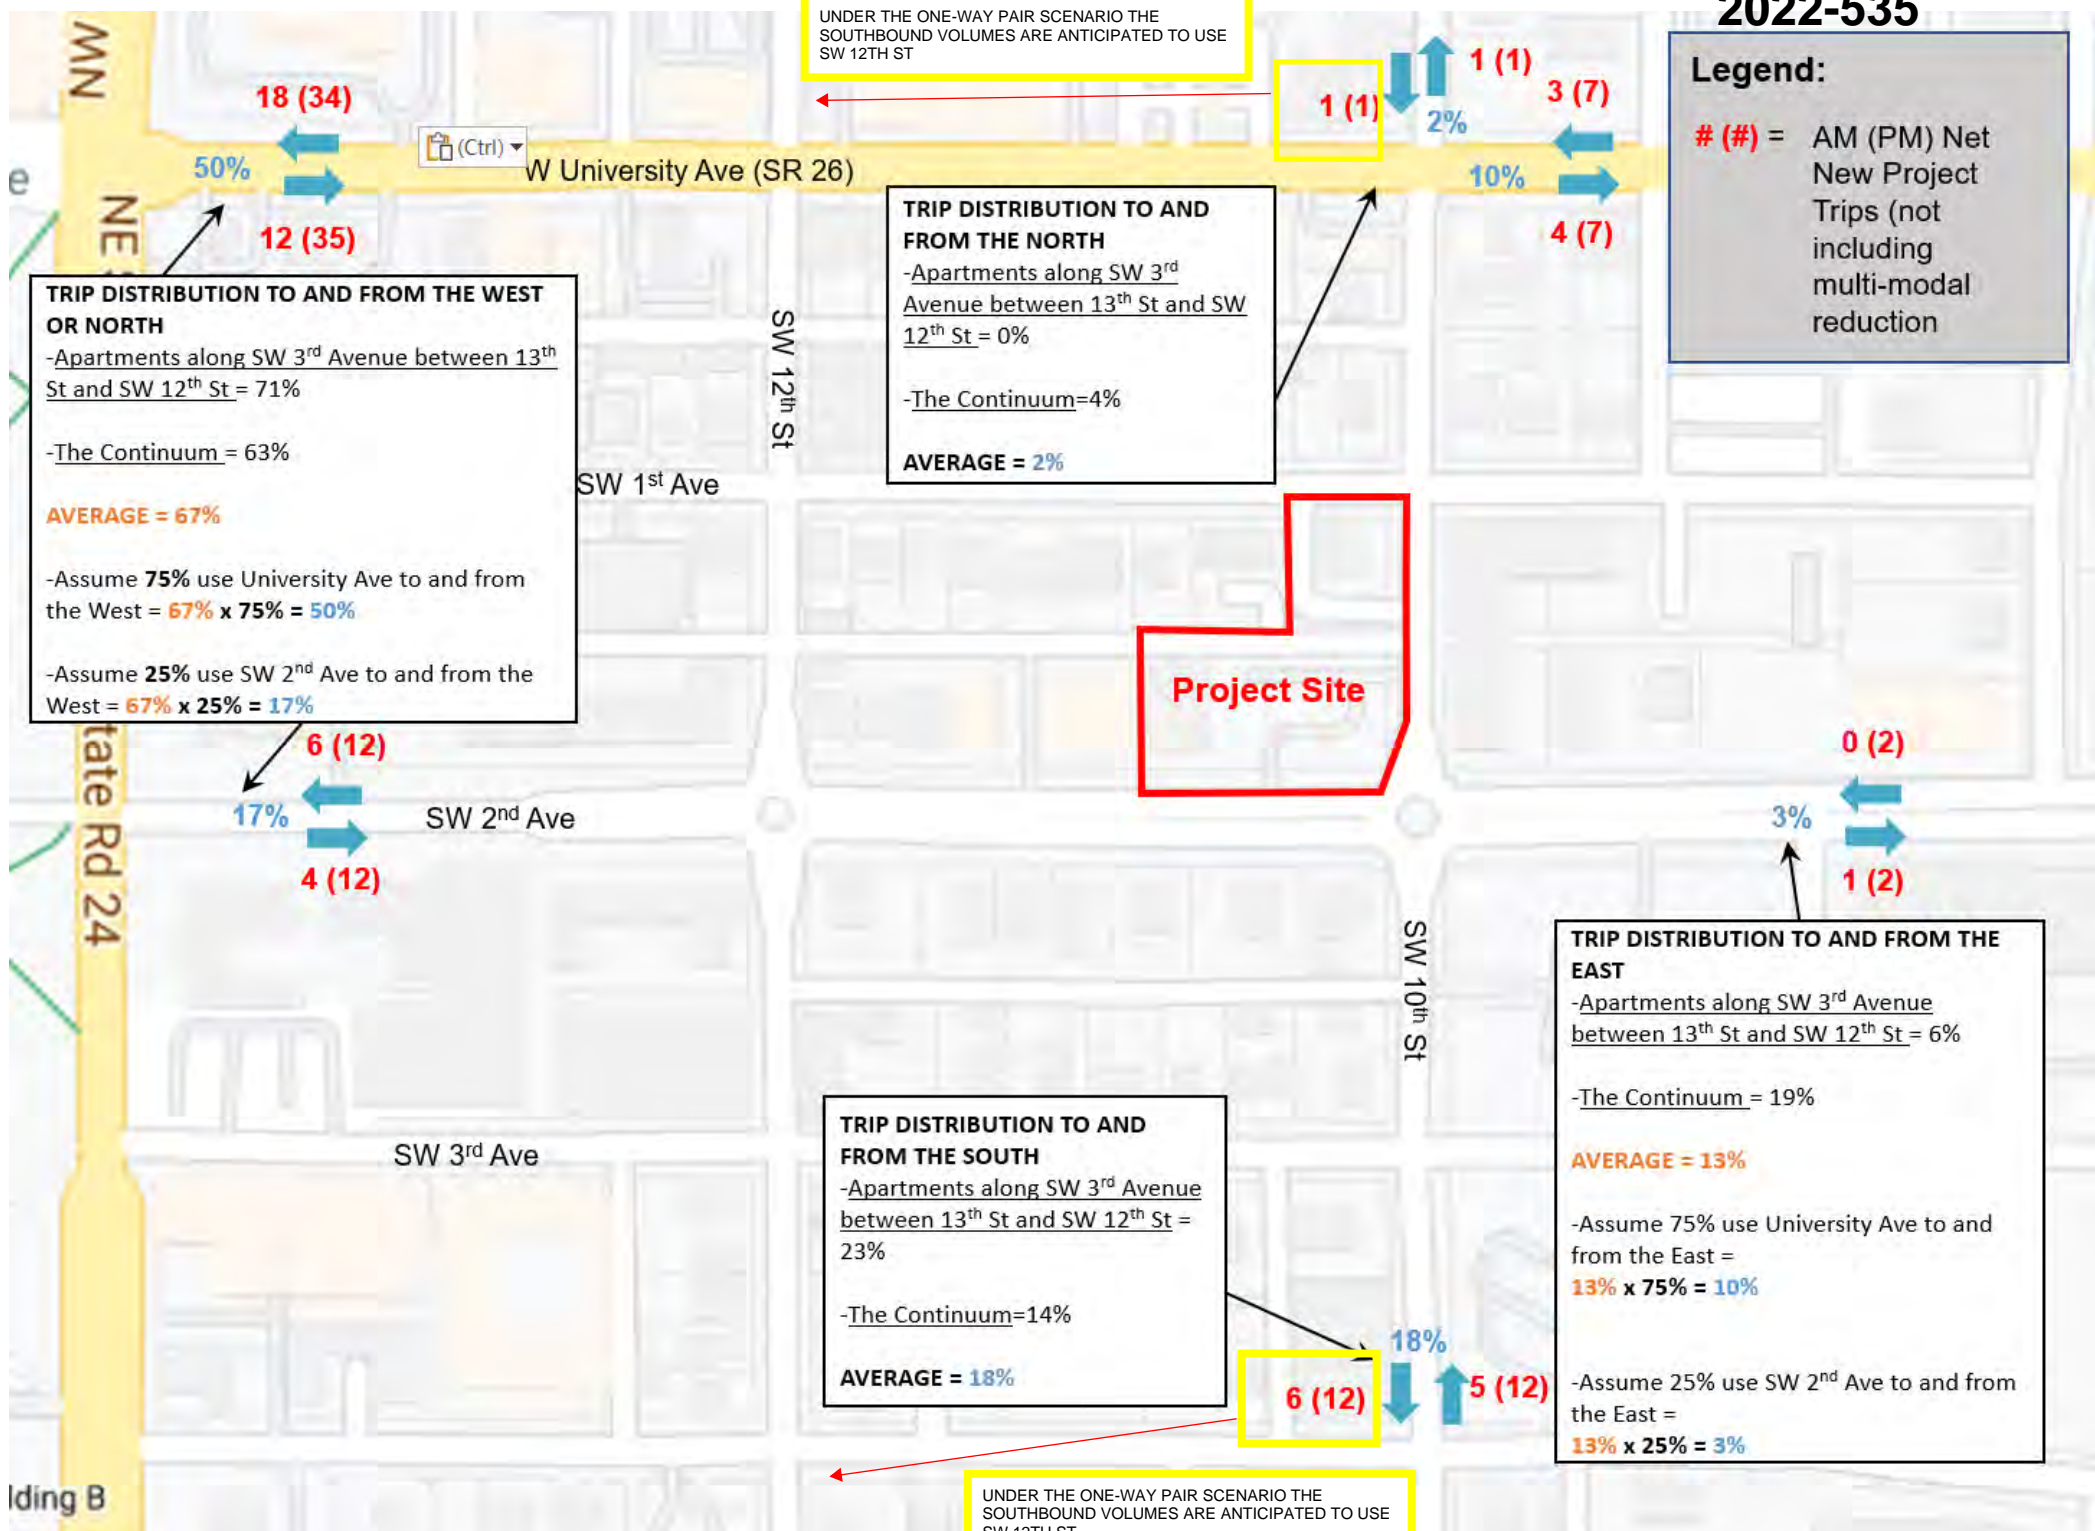 2022-535
UNDER THE ONE-WAY PAIR SCENARIO THE
SOUTHBOUND VOLUMES ARE ANTICIPATED TO USE
SW 12TH ST
NW
18 (34)
50%
12 (35)
(Ctrl)
W University Ave (SR 26)
1 (1)
1 (1)
2%
3 (7)
10%
4 (7)
Legend:
# (#) = AM (PM) Net
New Project
Trips (not
including
multi-modal
reduction
e
NE S
TRIP DISTRIBUTION TO AND FROM THE WEST
OR NORTH
-Apartments along SW 3rd Avenue between 13th
St and SW 12th St = 71%
-The Continuum = 63%
AVERAGE = 67%
-Assume 75% use University Ave to and from
the West = 67% x 75% = 50%
-Assume 25% use SW 2nd Ave to and from the
West = 67% x 25% = 17%
TRIP DISTRIBUTION TO AND
FROM THE NORTH
-Apartments along SW 3rd
Avenue between 13th St and SW
12th St = 0%
-The Continuum=4%
AVERAGE = 2%
SW 12th St
SW 1st Ave
Project Site
tate Rd 24
6 (12)
17%
4 (12)
SW 2nd Ave
0 (2)
3%
1 (2)
SW 10th St
SW 3rd Ave
TRIP DISTRIBUTION TO AND
FROM THE SOUTH
-Apartments along SW 3rd Avenue
between 13th St and SW 12th St =
23%
-The Continuum=14%
AVERAGE = 18%
18%
6 (12)
5 (12)
TRIP DISTRIBUTION TO AND FROM THE
EAST
-Apartments along SW 3rd Avenue
between 13th St and SW 12th St = 6%
-The Continuum = 19%
AVERAGE = 13%
-Assume 75% use University Ave to and
from the East =
13% x 75% = 10%
-Assume 25% use SW 2nd Ave to and from
the East =
13% x 25% = 3%
lding B
UNDER THE ONE-WAY PAIR SCENARIO THE
SOUTHBOUND VOLUMES ARE ANTICIPATED TO USE
SW 12TH ST